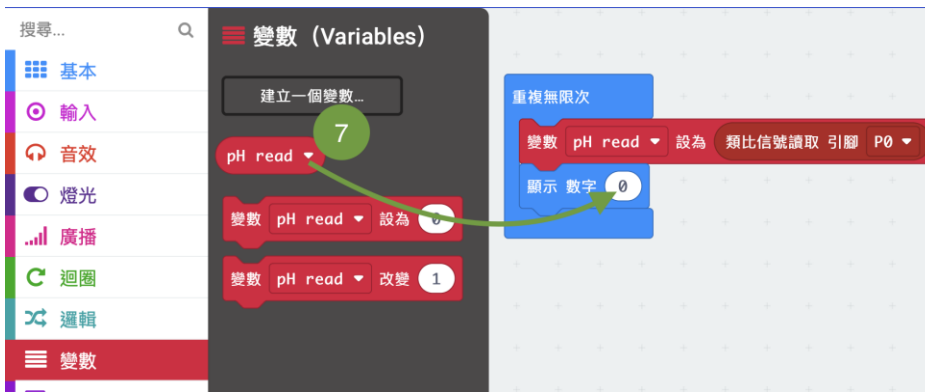 搜尋...
基本
輸入
音效
燈光
廣播
迴圈
邏輯
變數
變數 (Variables)
建立一個變數...
7
pH read
變數 pH read 設為 0
變數 pH read 改變 1
重複無限次
變數 pH read 設為 類比信號讀取 引腳 P0
顯示 數字 0